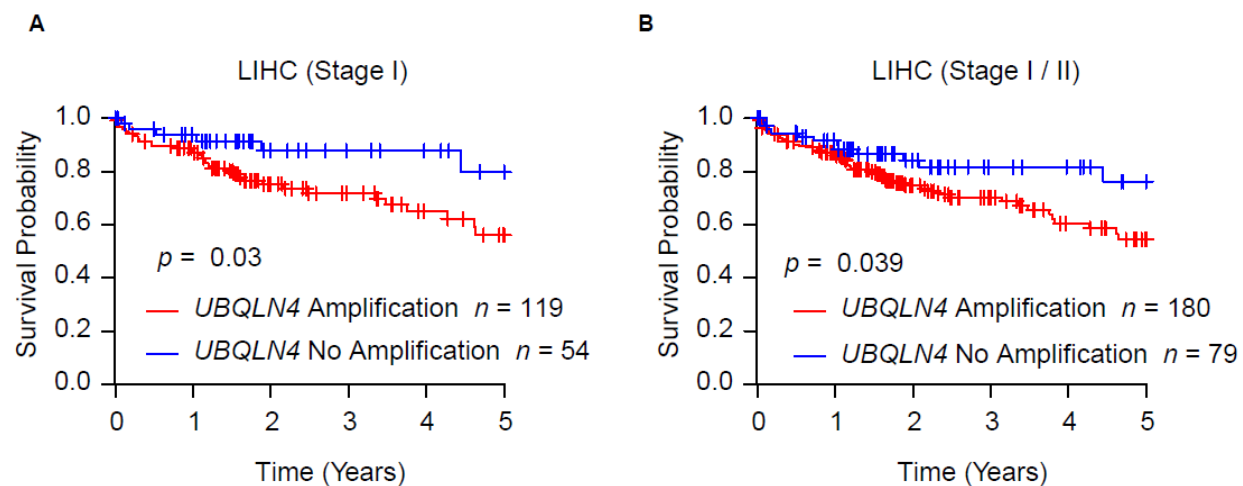 A
LIHC (Stage I)
Survival Probability
1.0
0.8
0.6
0.4
0.2
0.0
p = 0.03
UBQLN4 Amplification n = 119
UBQLN4 No Amplification n = 54
0 1 2 3 4 5
Time (Years)
B
LIHC (Stage I / II)
Survival Probability
1.0
0.8
0.6
0.4
0.2
0.0
p = 0.039
UBQLN4 Amplification n = 180
UBQLN4 No Amplification n = 79
0 1 2 3 4 5
Time (Years)